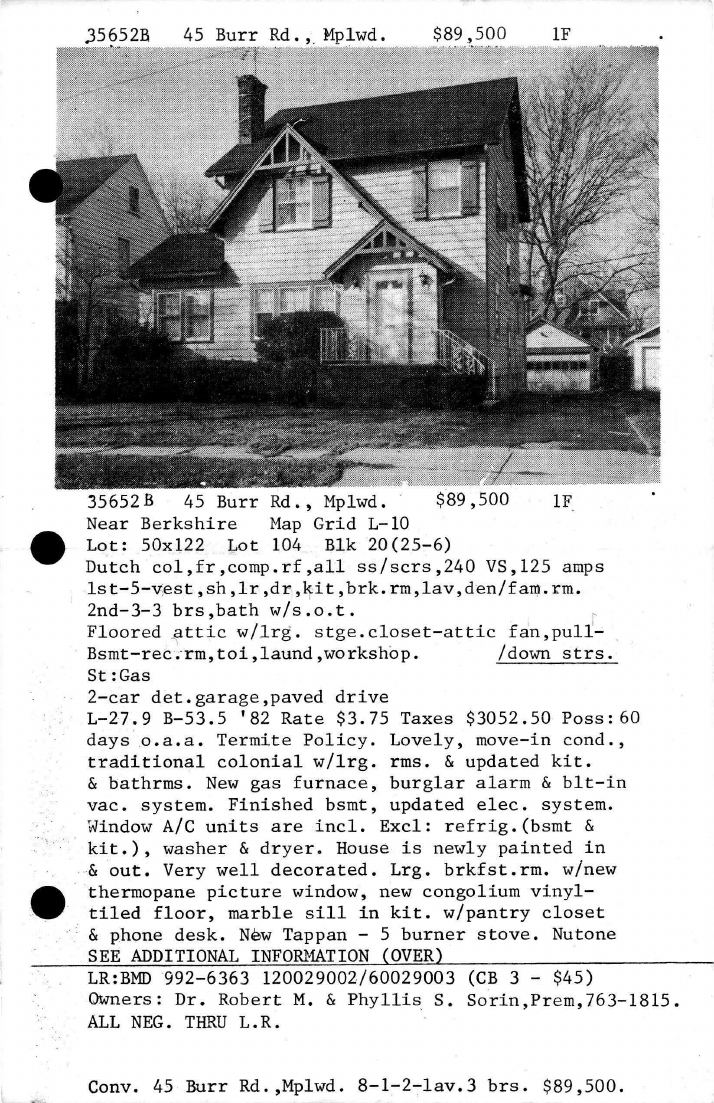 35652B 45 Burr Rd., Mplwd. $89,500 1F
35652B 45 Burr Rd., Mplwd. $89,500 1F
Near Berkshire Map Grid L-10
Lot: 50x122 Lot 104 Blk 20(25-6)
Dutch col,fr,comp.rf,all ss/scrs,240 VS,125 amps
1st-5-vest,sh,lr,dr,kit,brk.rm,lav,den/fam.rm.
2nd-3-3 brs,bath w/s.o.t.
Floored attic w/lrg. stge.closet-attic fan,pull-
Bsmt-rec.rm,toi,laund,workshop. /down strs.
St:Gas
2-car det.garage,paved drive
L-27.9 B-53.5 '82 Rate $3.75 Taxes $3052.50 Poss:60
days o.a.a. Termite Policy. Lovely, move-in cond.,
traditional colonial w/lrg. rms. & updated kit.
& bathrms. New gas furnace, burglar alarm & blt-in
vac. system. Finished bsmt, updated elec. system.
Window A/C units are incl. Excl: refrig.(bsmt &
kit.), washer & dryer. House is newly painted in
& out. Very well decorated. Lrg. brkfst.rm. w/new
thermopane picture window, new congolium vinyl-
tiled floor, marble sill in kit. w/pantry closet
& phone desk. New Tappan - 5 burner stove. Nutone
SEE ADDITIONAL INFORMATION (OVER)
LR:BMD 992-6363 120029002/60029003 (CB 3 - $45)
Owners: Dr. Robert M. & Phyllis S. Sorin,Prem,763-1815.
ALL NEG. THRU L.R.
Conv. 45 Burr Rd.,Mplwd. 8-1-2-lav.3 brs. $89,500.